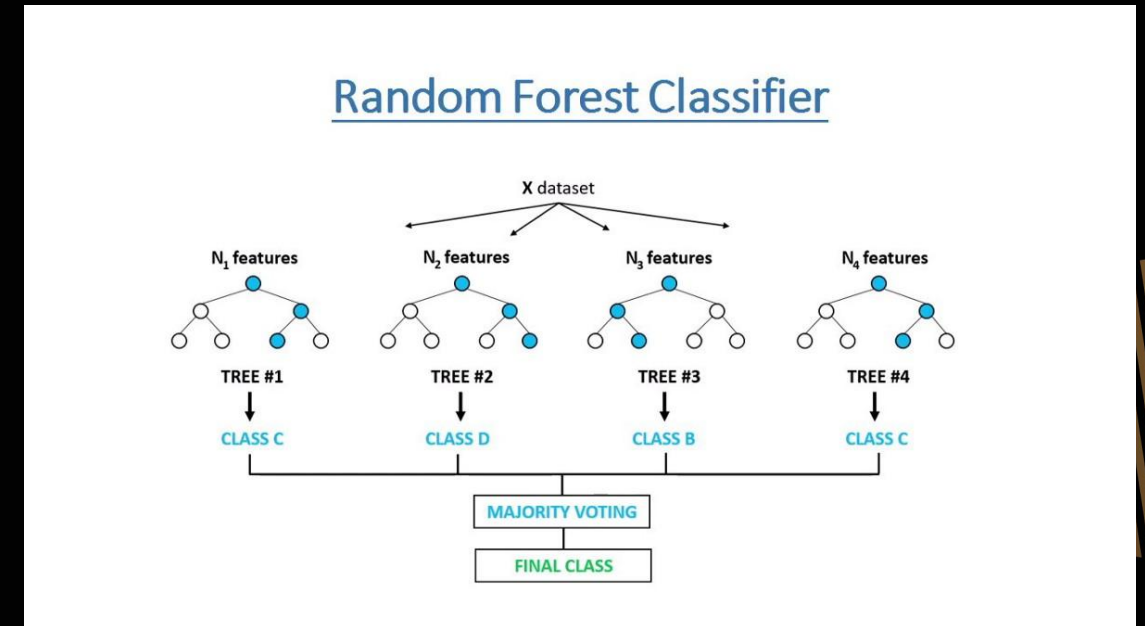 Random Forest Classifier
X dataset
N₁ features N₂ features N₃ features N₄ features
TREE #1 TREE #2 TREE #3 TREE #4
CLASS C CLASS D CLASS B CLASS C
MAJORITY VOTING
FINAL CLASS